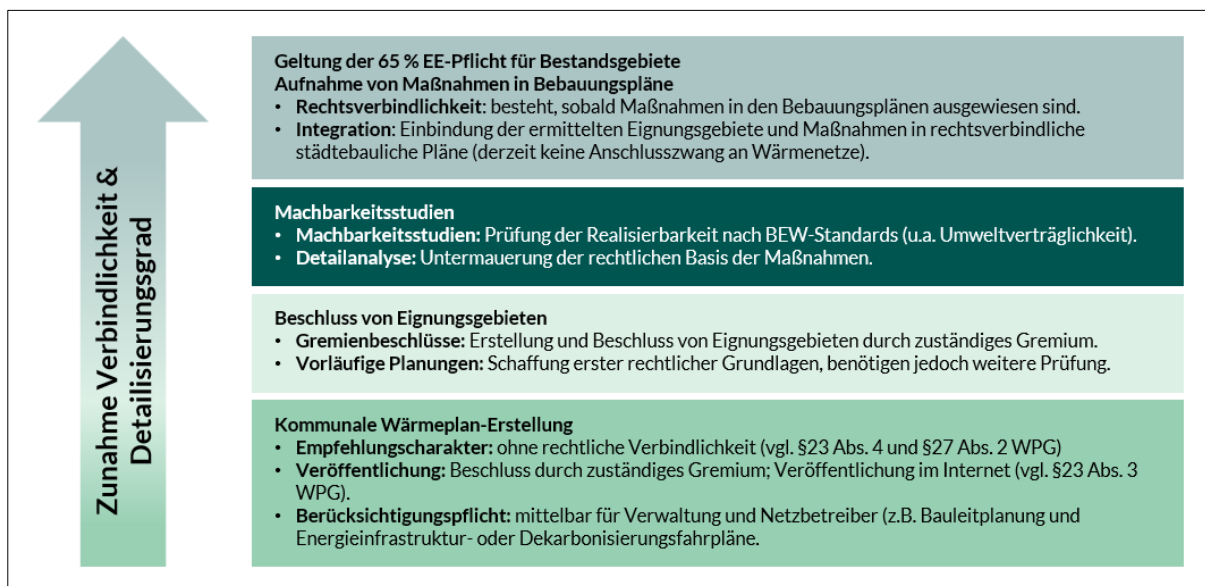 Zunahme Verbindlichkeit &
Detailisierungsgrad
Geltung der 65 % EE-Pflicht für Bestandsgebiete
Aufnahme von Maßnahmen in Bebauungspläne
• Rechtsverbindlichkeit: besteht, sobald Maßnahmen in den Bebauungsplänen ausgewiesen sind.
• Integration: Einbindung der ermittelten Eignungsgebiete und Maßnahmen in rechtsverbindliche
städtebauliche Pläne (derzeit keine Anschlusszwang an Wärmenetze).
Machbarkeitsstudien
• Machbarkeitsstudien: Prüfung der Realisierbarkeit nach BEW-Standards (u.a. Umweltverträglichkeit).
• Detailanalyse: Untermauerung der rechtlichen Basis der Maßnahmen.
Beschluss von Eignungsgebieten
• Gremienbeschlüsse: Erstellung und Beschluss von Eignungsgebieten durch zuständiges Gremium.
• Vorläufige Planungen: Schaffung erster rechtlicher Grundlagen, benötigen jedoch weitere Prüfung.
Kommunale Wärmeplan-Erstellung
• Empfehlungscharakter: ohne rechtliche Verbindlichkeit (vgl. §23 Abs. 4 und §27 Abs. 2 WPG)
• Veröffentlichung: Beschluss durch zuständiges Gremium; Veröffentlichung im Internet (vgl. §23 Abs. 3
WPG).
• Berücksichtigungspflicht: mittelbar für Verwaltung und Netzbetreiber (z.B. Bauleitplanung und
Energieinfrastruktur- oder Dekarbonisierungsfahrpläne.